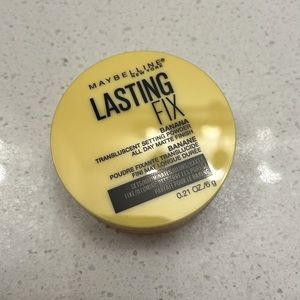 MAYBELLINE®
NEW YORK
LASTING
FIX
BANANA
TRANSLUSCENT SETTING POWDER
ALL DAY MATTE FINISH
BANANE
POUDRE FIXANTE TRANSLUCIDE
FINI MAT LONGUE DURÉE
0.21 OZ./6 g